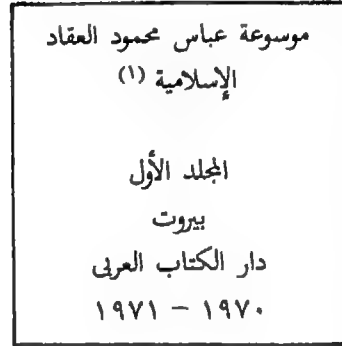 موسوعة عباس محمود العقاد
الإسلامية (١)
المجلد الأول
بيروت
دار الكتاب العربى
١٩٧٠ - ١٩٧١